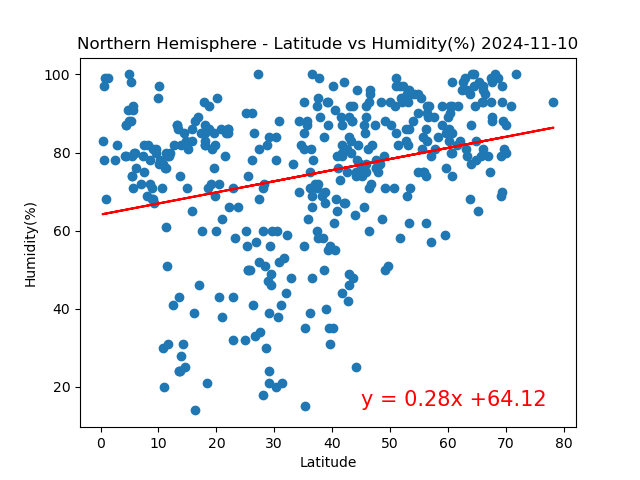 Northern Hemisphere - Latitude vs Humidity(%) 2024-11-10
100
80
60
40
20
Humidity(%)
y = 0.28x +64.12
0 10 20 30 40 50 60 70 80
Latitude